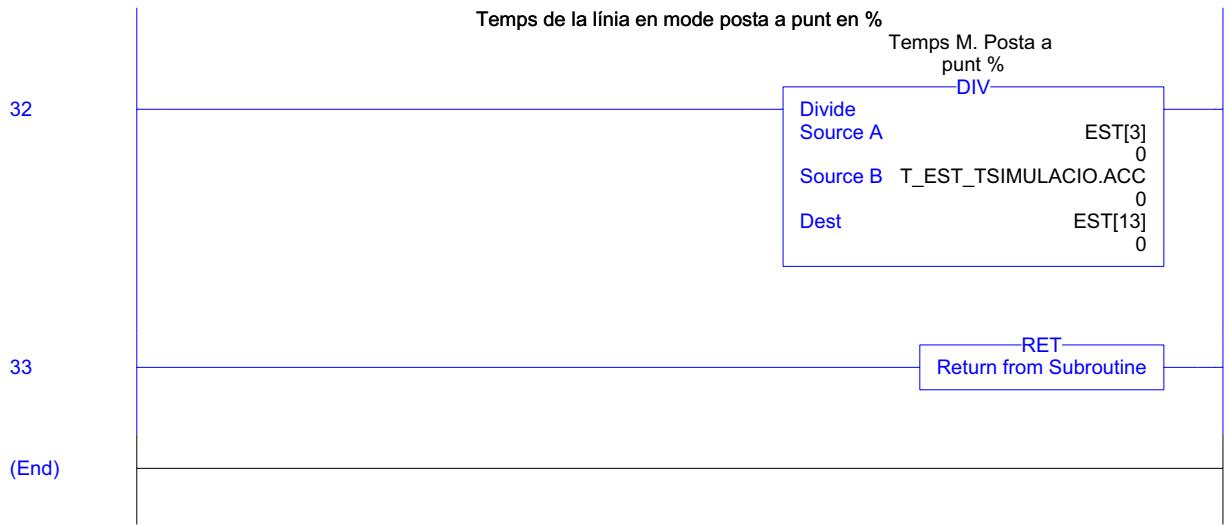 Temps de la línia en mode posta a punt en %
Temps M. Posta a
punt %
DIV
32
Divide
Source A EST[3]
0
Source B T_EST_TSIMULACIO.ACC
0
Dest EST[13]
0
RET
33
Return from Subroutine
(End)